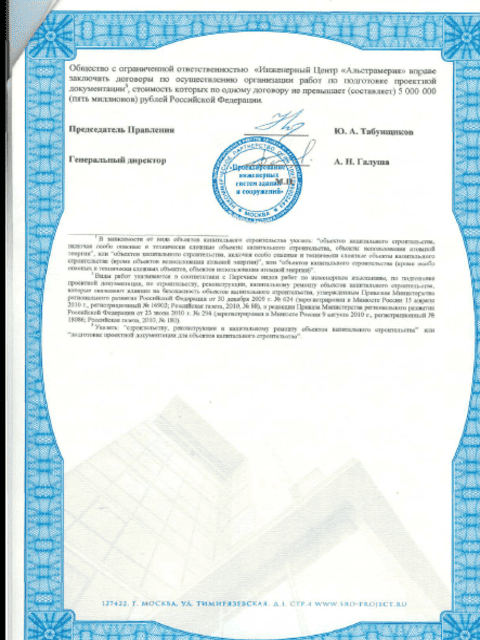 Общество с ограниченной ответственностью «Инженерный Центр «Альтрамерия» вправе
заключать договоры по осуществлению организации работ по подготовке проектной
документации³, стоимость которых по одному договору не превышает (составляет) 5 000 000
(пять миллионов) рублей Российской Федерации.
Председатель Правления
Ю. А. Табунщиков
Генеральный директор
А. Н. Галуша
«Проектирование
инженерных
систем зданий
и сооружений»
М.П.
МОСКВА
¹ В зависимости от вида объектов капитального строительства указать "объектов капитального строительства,
включая особо опасные и технически сложные объекты капитального строительства, объекты использования атомной
энергии", или "объектов капитального строительства, включая особо опасные и технически сложные объекты капитального
строительства (кроме объектов использования атомной энергии)", или "объектов капитального строительства (кроме особо
опасных и технически сложных объектов, объектов использования атомной энергии)".
² Виды работ указываются в соответствии с Перечнем видов работ по инженерным изысканиям, по подготовке
проектной документации, по строительству, реконструкции, капитальному ремонту объектов капитального строительства,
которые оказывают влияние на безопасность объектов капитального строительства, утвержденным Приказом Министерства
регионального развития Российской Федерации от 30 декабря 2009 г. № 624 (зарегистрирован в Минюсте России 15 апреля
2010 г., регистрационный № 16902; Российская газета, 2010, № 88), в редакции Приказа Министерства регионального развития
Российской Федерации от 23 июня 2010 г. № 294 (зарегистрирован в Минюсте России 9 августа 2010 г., регистрационный №
18086; Российская газета, 2010, № 180).
³ Указать: "строительству, реконструкции и капитальному ремонту объектов капитального строительства" или
"подготовке проектной документации для объектов капитального строительства".
127422, Г. МОСКВА, УЛ. ТИМИРЯЗЕВСКАЯ, Д.1, СТР.4 WWW.SRO-PROJECT.RU